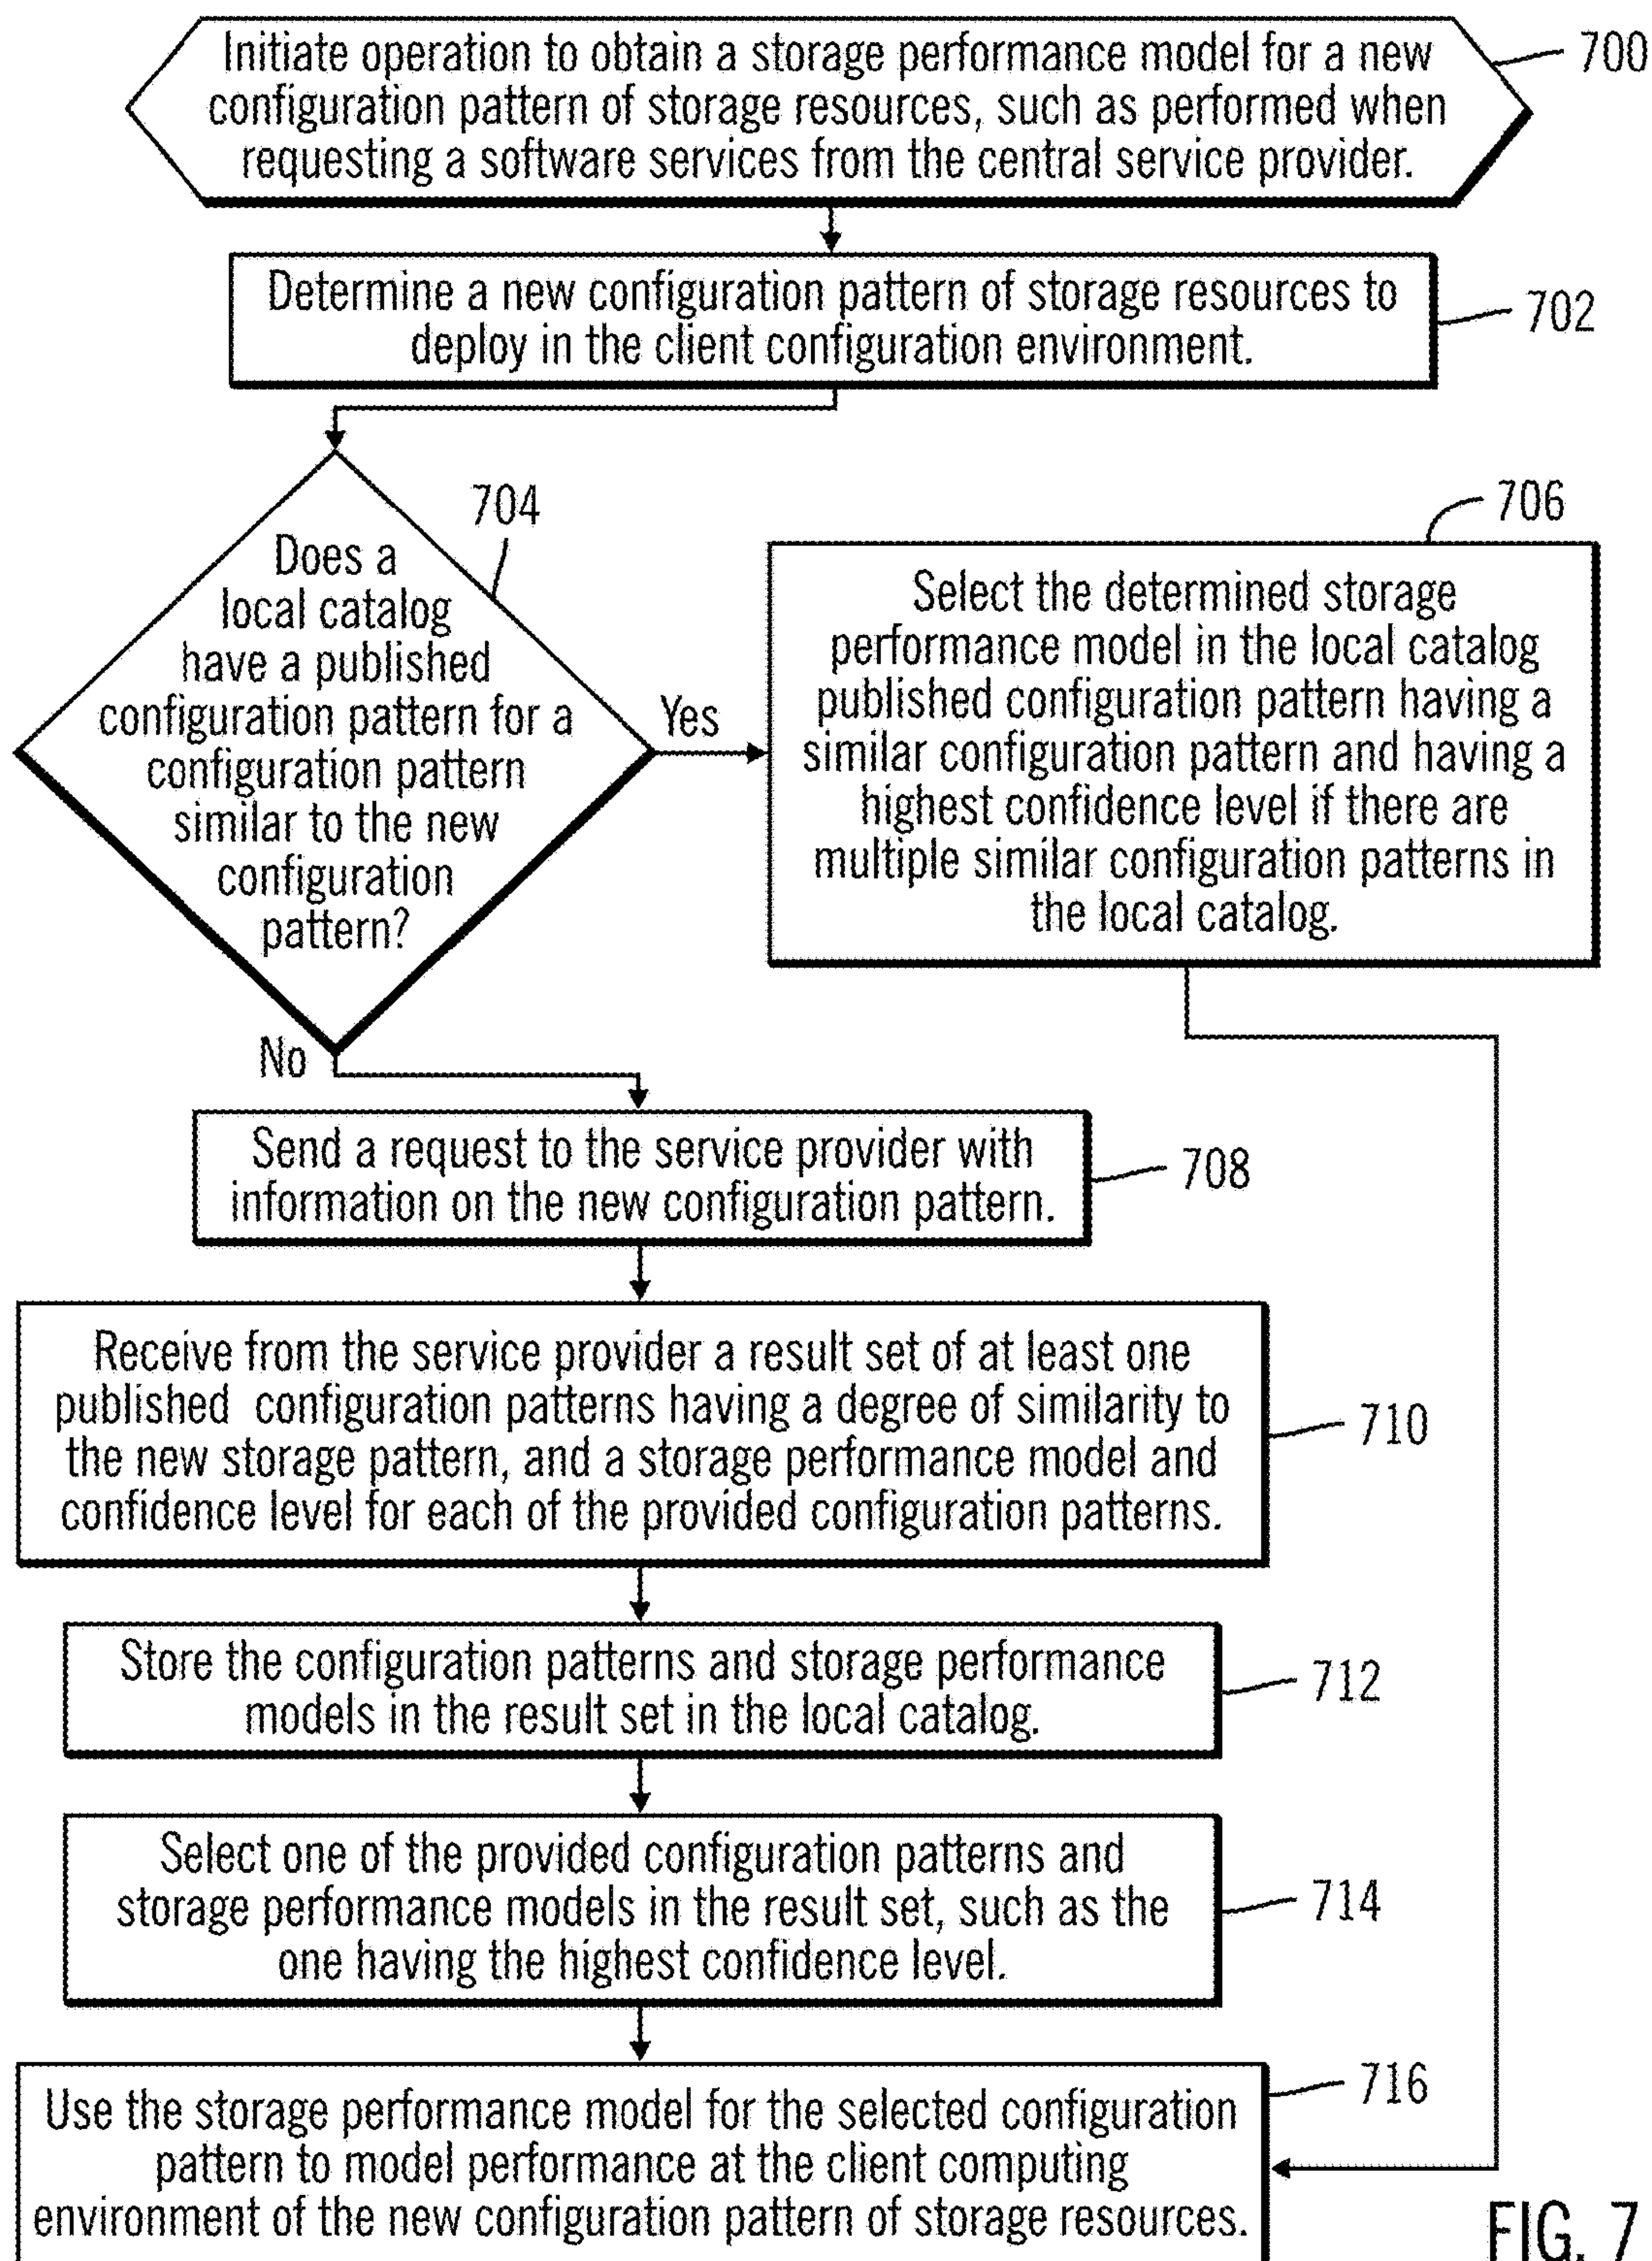 Initiate operation to obtain a storage performance model for a new
configuration pattern of storage resources, such as performed when
requesting a software services from the central service provider.
700
Determine a new configuration pattern of storage resources to
deploy in the client configuration environment.
702
704
Does a
local catalog
have a published
configuration pattern for a
configuration pattern
similar to the new
configuration
pattern?
Yes
No
706
Select the determined storage
performance model in the local catalog
published configuration pattern having a
similar configuration pattern and having a
highest confidence level if there are
multiple similar configuration patterns in
the local catalog.
Send a request to the service provider with
information on the new configuration pattern.
708
Receive from the service provider a result set of at least one
published configuration patterns having a degree of similarity to
the new storage pattern, and a storage performance model and
confidence level for each of the provided configuration patterns.
710
Store the configuration patterns and storage performance
models in the result set in the local catalog.
712
Select one of the provided configuration patterns and
storage performance models in the result set, such as the
one having the highest confidence level.
714
Use the storage performance model for the selected configuration
pattern to model performance at the client computing
environment of the new configuration pattern of storage resources.
716
FIG. 7